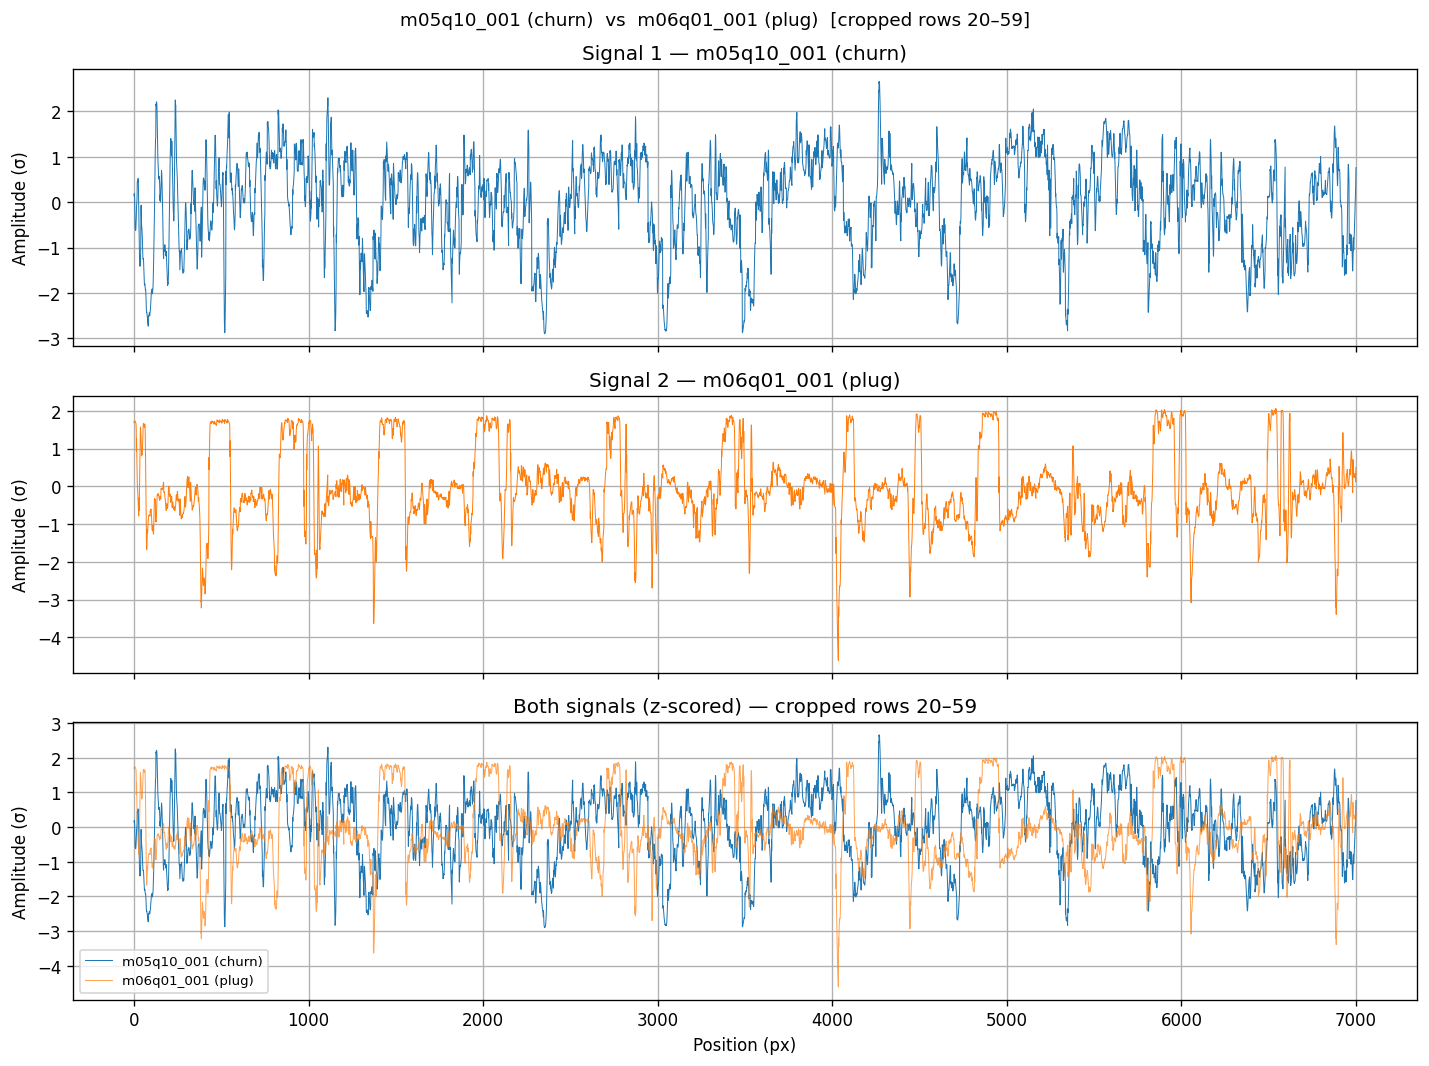 m05q10_001 (churn)  vs  m06q01_001 (plug)  [cropped rows 20–59]
Signal 1 — m05q10_001 (churn)
Amplitude (σ)
2
1
0
−1
−2
−3
Signal 2 — m06q01_001 (plug)
Amplitude (σ)
2
1
0
−1
−2
−3
−4
Both signals (z-scored) — cropped rows 20–59
Amplitude (σ)
3
2
1
0
−1
−2
−3
−4
m05q10_001 (churn)
m06q01_001 (plug)
0 1000 2000 3000 4000 5000 6000 7000
Position (px)